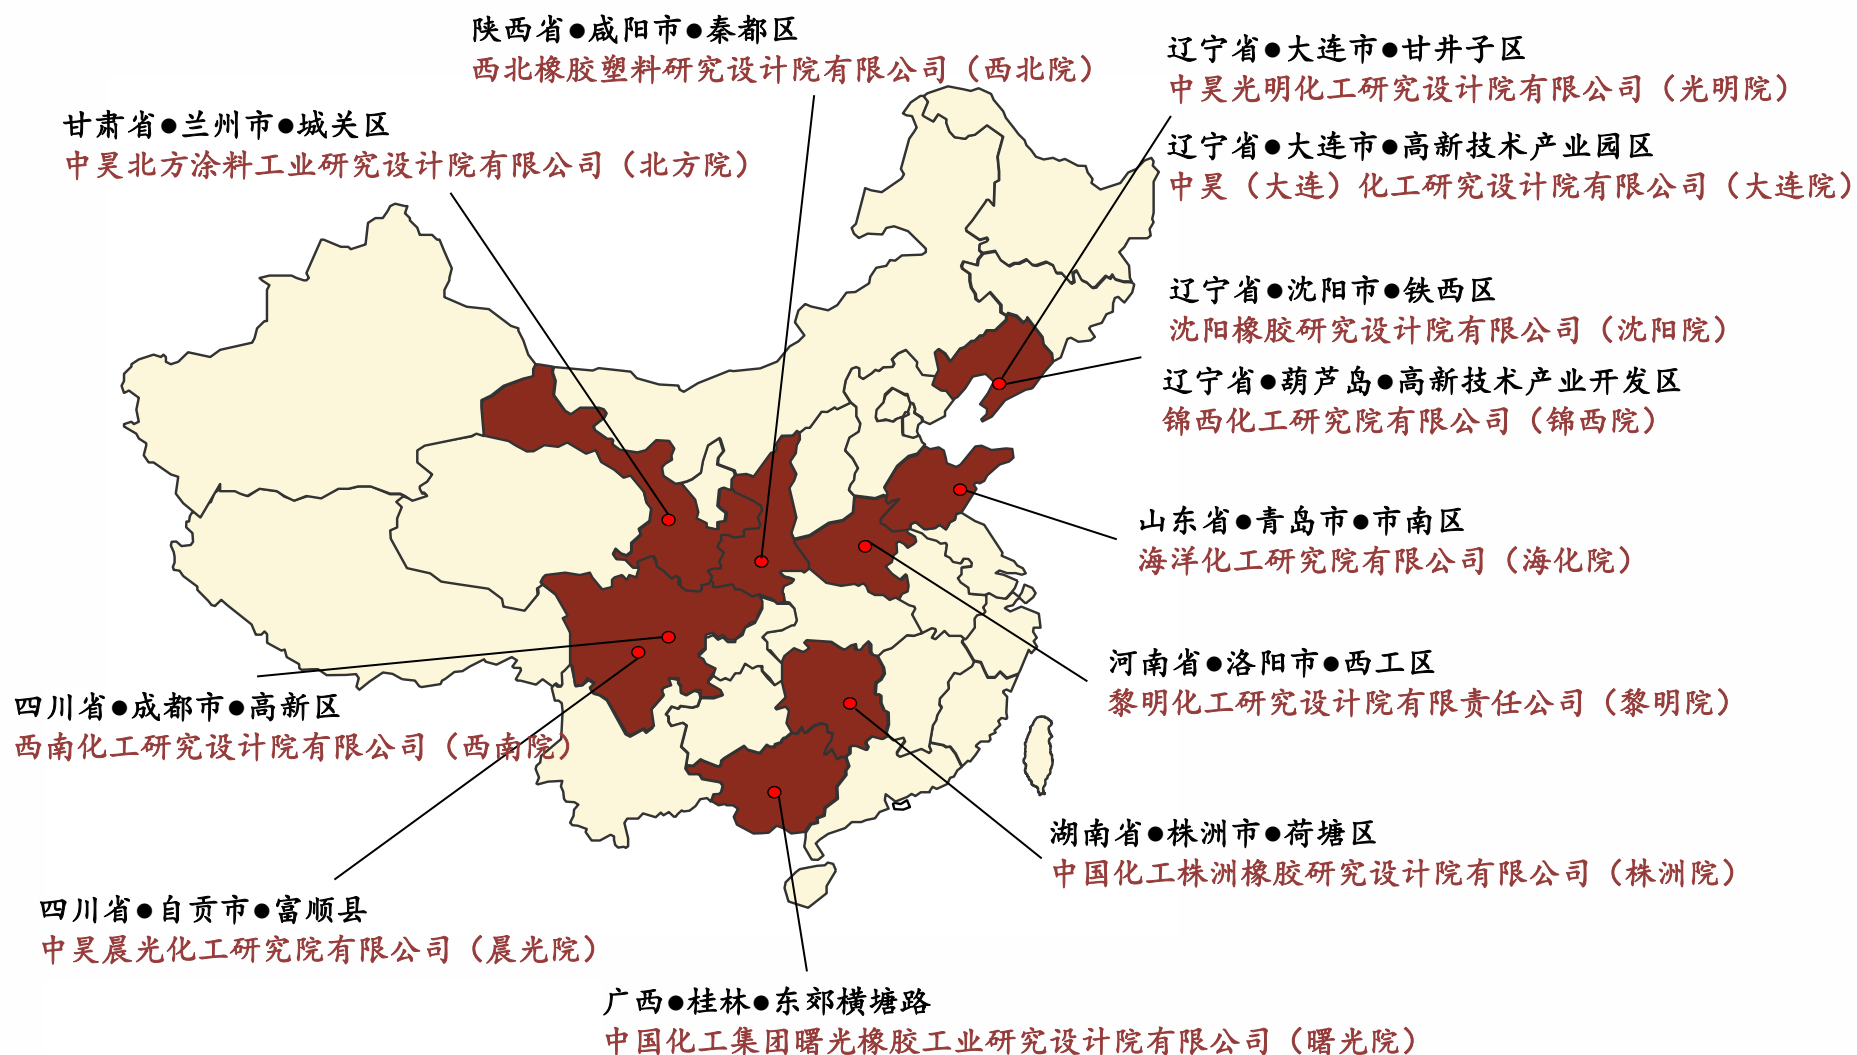 陕西省●咸阳市●秦都区
西北橡胶塑料研究设计院有限公司（西北院）
辽宁省●大连市●甘井子区
中昊光明化工研究设计院有限公司（光明院）
甘肃省●兰州市●城关区
中昊北方涂料工业研究设计院有限公司（北方院）
辽宁省●大连市●高新技术产业园区
中昊（大连）化工研究设计院有限公司（大连院）
辽宁省●沈阳市●铁西区
沈阳橡胶研究设计院有限公司（沈阳院）
辽宁省●葫芦岛●高新技术产业开发区
锦西化工研究院有限公司（锦西院）
山东省●青岛市●市南区
海洋化工研究院有限公司（海化院）
河南省●洛阳市●西工区
黎明化工研究设计院有限责任公司（黎明院）
四川省●成都市●高新区
西南化工研究设计院有限公司（西南院）
湖南省●株洲市●荷塘区
中国化工株洲橡胶研究设计院有限公司（株洲院）
四川省●自贡市●富顺县
中昊晨光化工研究院有限公司（晨光院）
广西●桂林●东郊横塘路
中国化工集团曙光橡胶工业研究设计院有限公司（曙光院）